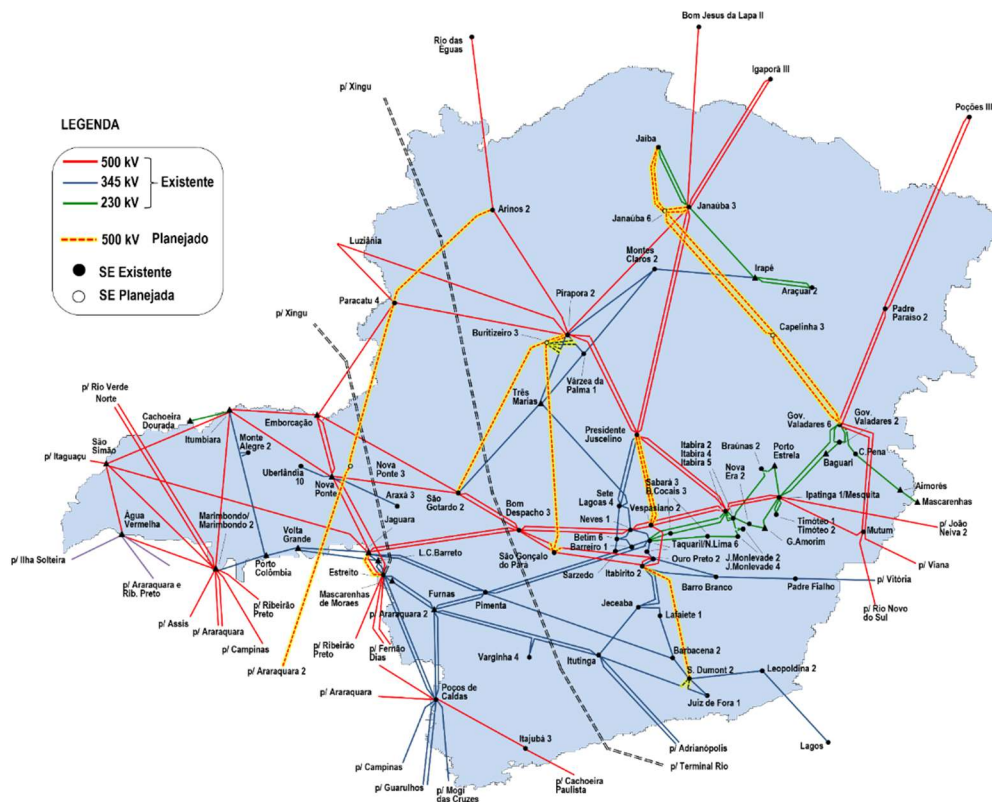 Bom Jesus da Lapa II
Rio das
Éguas
Igaporã III
p/ Xingu
Poções III
LEGENDA
500 kV
345 kV
230 kV
Existente
500 kV Planejado
SE Existente
SE Planejada
Jaíba
Janaúba 3
Janaúba 6
Arinos 2
Luziânia
Montes
Claros 2
Irapé
Araçuaí 2
Paracatu 4
Pirapora 2
Padre
Paraíso 2
p/ Xingu
Buritizeiro 3
Capelinha 3
Várzea da
Palma 1
p/ Rio Verde
Norte
Cachoeira
Dourada
Itumbiara
Emborcação
Três
Marias
Presidente
Juscelino
Gov.
Valadares 6
Gov.
Valadares 2
São
Simão
p/ Itaguaçu
Monte
Alegre 2
Uberlândia
10
Nova
Ponte
Nova
Ponte 3
Araxá 3
Jaguara
São
Gotardo 2
Itabira 2
Itabira 4
Itabira 5
Braúnas 2
Nova
Era 2
Porto
Estrela
C.Pena
Baguari
Aimorés
Mascarenhas
Sabará 3
B.Cocais 3
Vespasiano 2
Sete
Lagoas 4
Bom
Despacho 3
Neves 1
Ipatinga 1/Mesquita
Água
Vermelha
Marimbondo/
Marimbondo 2
Volta
Grande
Betim 6
Barreiro 1
Timóteo 1
Timóteo 2
G.Amorim
Mutum
p/ João
Neiva 2
p/ Ilha Solteira
L.C.Barreto
São Gonçalo
do Pará
Sarzedo
Taquaril/N.Lima 6
Ouro Preto 2
J.Monlevade 2
J.Monlevade 4
p/ Viana
Porto
Colômbia
Estreito
Itabirito 2
p/ Araraquara e
Rib. Preto
Mascarenhas
de Moraes
Furnas
Pimenta
Barro Branco
Padre Fialho
p/ Vitória
p/ Ribeirão
Preto
p/ Araraquara 2
Jeceaba
Lafaiete 1
p/ Rio Novo
do Sul
p/ Assis
p/ Araraquara
p/ Campinas
p/ Ribeirão
Preto
p/ Fernão
Dias
Varginha 4
Itutinga
Barbacena 2
S. Dumont 2
Leopoldina 2
p/ Araraquara 2
p/ Araraquara
Poços de
Caldas
Juiz de Fora 1
Itajubá 3
p/ Adrianópolis
Lagos
p/ Campinas
p/ Terminal Rio
p/ Guarulhos
p/ Mogi
das Cruzes
p/ Cachoeira
Paulista